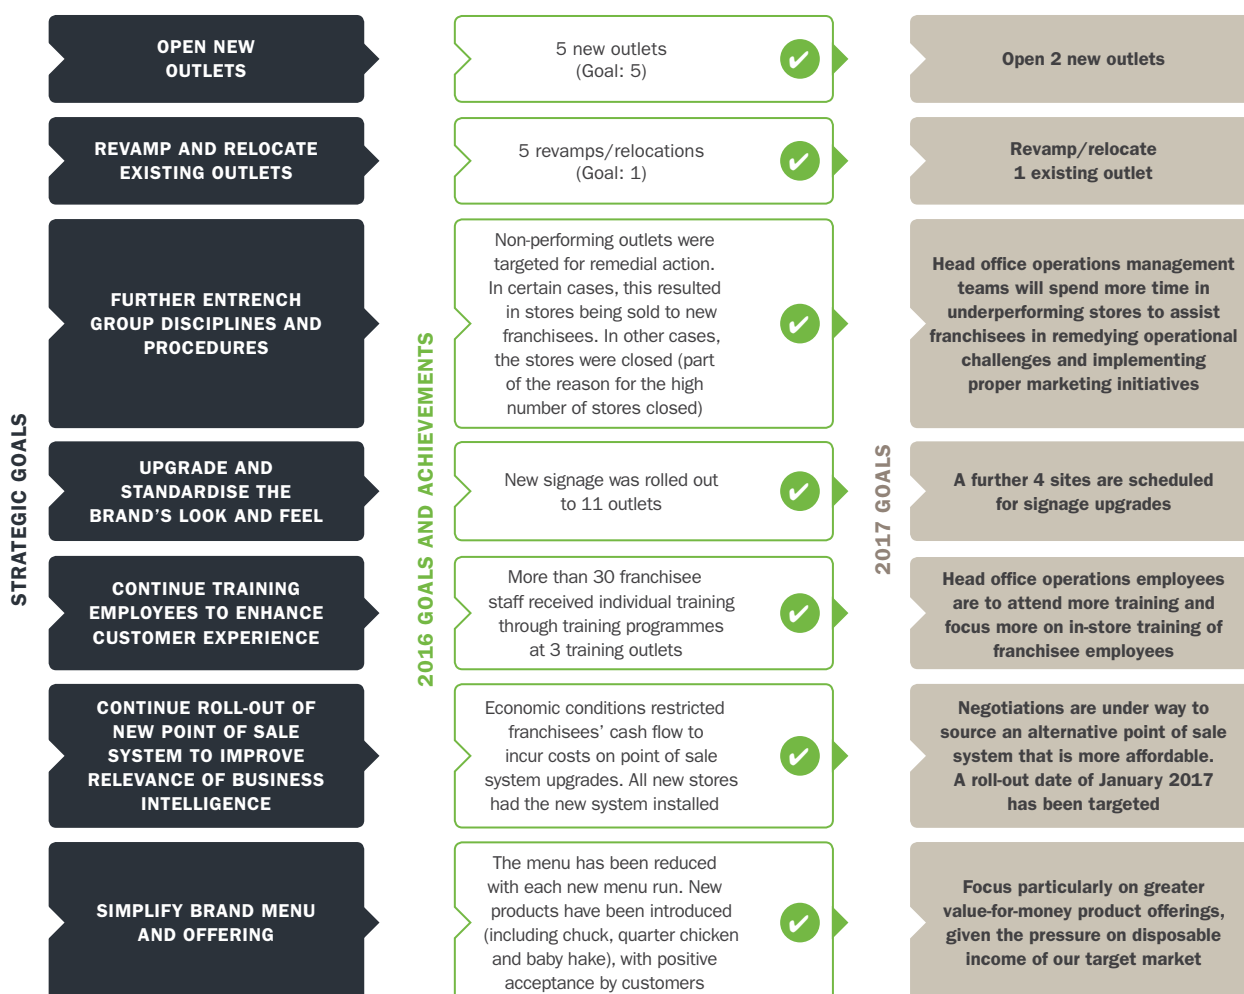 STRATEGIC GOALS
2016 GOALS AND ACHIEVEMENTS
2017 GOALS
OPEN NEW
OUTLETS
5 new outlets
(Goal: 5)
Open 2 new outlets
REVAMP AND RELOCATE
EXISTING OUTLETS
5 revamps/relocations
(Goal: 1)
Revamp/relocate
1 existing outlet
FURTHER ENTRENCH
GROUP DISCIPLINES AND
PROCEDURES
Non-performing outlets were
targeted for remedial action.
In certain cases, this resulted
in stores being sold to new
franchisees. In other cases,
the stores were closed (part
of the reason for the high
number of stores closed)
Head office operations management
teams will spend more time in
underperforming stores to assist
franchisees in remedying operational
challenges and implementing
proper marketing initiatives
UPGRADE AND
STANDARDISE THE
BRAND’S LOOK AND FEEL
New signage was rolled out
to 11 outlets
A further 4 sites are scheduled
for signage upgrades
CONTINUE TRAINING
EMPLOYEES TO ENHANCE
CUSTOMER EXPERIENCE
More than 30 franchisee
staff received individual training
through training programmes
at 3 training outlets
Head office operations employees
are to attend more training and
focus more on in-store training of
franchisee employees
CONTINUE ROLL-OUT OF
NEW POINT OF SALE
SYSTEM TO IMPROVE
RELEVANCE OF BUSINESS
INTELLIGENCE
Economic conditions restricted
franchisees’ cash flow to
incur costs on point of sale
system upgrades. All new stores
had the new system installed
Negotiations are under way to
source an alternative point of sale
system that is more affordable.
A roll-out date of January 2017
has been targeted
SIMPLIFY BRAND MENU
AND OFFERING
The menu has been reduced
with each new menu run. New
products have been introduced
(including chuck, quarter chicken
and baby hake), with positive
acceptance by customers
Focus particularly on greater
value-for-money product offerings,
given the pressure on disposable
income of our target market